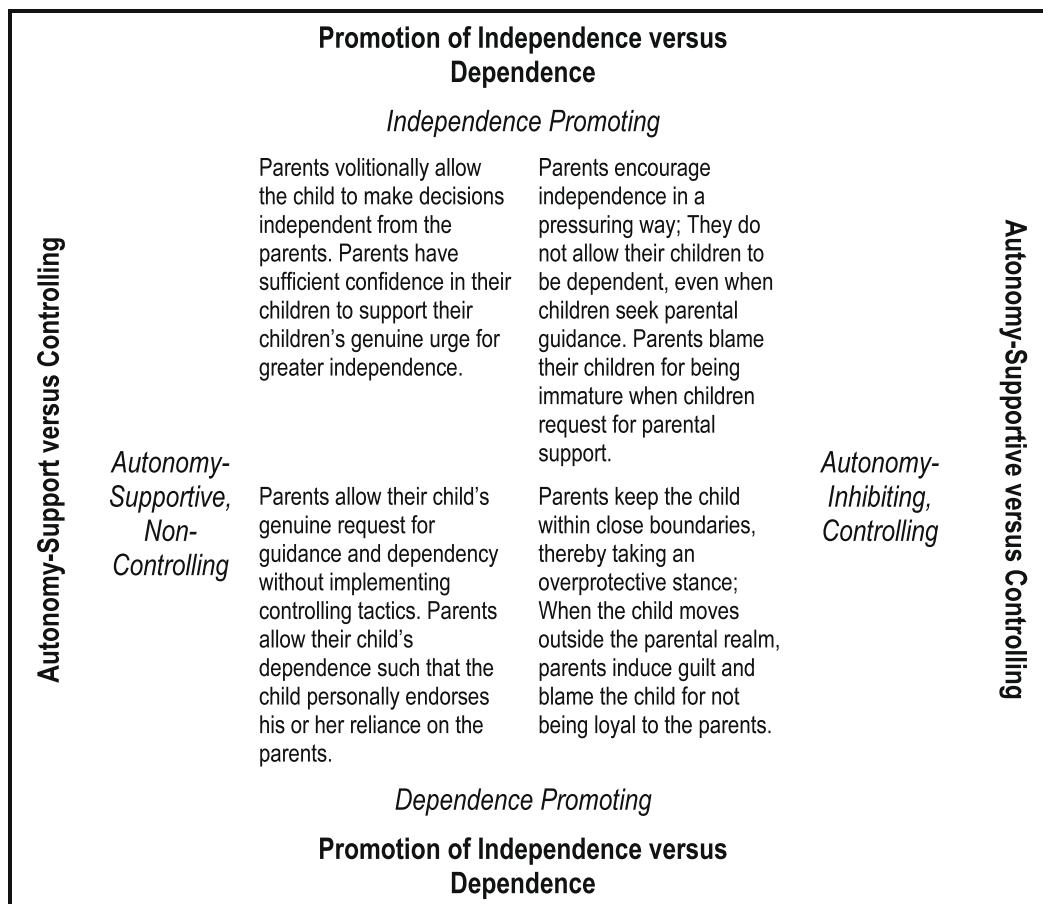 Promotion of Independence versus
Dependence
Independence Promoting
Autonomy-Support versus Controlling
Autonomy-
Supportive,
Non-
Controlling
Parents volitionally allow
the child to make decisions
independent from the
parents. Parents have
sufficient confidence in their
children to support their
children’s genuine urge for
greater independence.
Parents encourage
independence in a
pressuring way; They do
not allow their children to
be dependent, even when
children seek parental
guidance. Parents blame
their children for being
immature when children
request for parental
support.
Parents allow their child’s
genuine request for
guidance and dependency
without implementing
controlling tactics. Parents
allow their child’s
dependence such that the
child personally endorses
his or her reliance on the
parents.
Parents keep the child
within close boundaries,
thereby taking an
overprotective stance;
When the child moves
outside the parental realm,
parents induce guilt and
blame the child for not
being loyal to the parents.
Autonomy-
Inhibiting,
Controlling
Autonomy-Supportive versus Controlling
Dependence Promoting
Promotion of Independence versus
Dependence